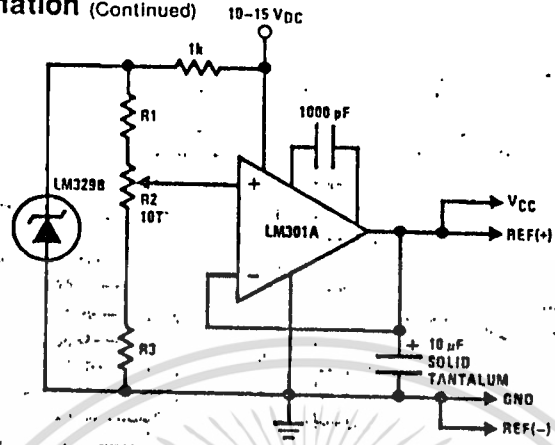 mation (Continued)
10-15 VDC
1k
1000 pF
R1
LM329B
R2
10T
+
LM301A
-
VCC
REF(+)
R3
+
10 µF
SOLID
TANTALUM
GND
REF(-)